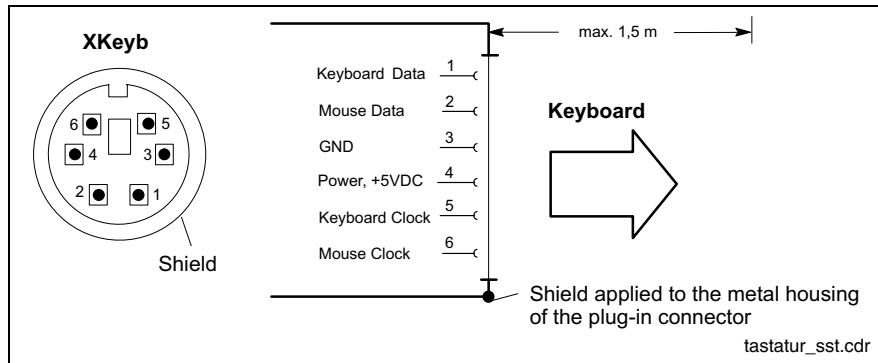 XKeyb
6
5
4
3
2
1
Shield
max. 1,5 m
Keyboard Data 1
Mouse Data 2
GND 3
Power, +5VDC 4
Keyboard Clock 5
Mouse Clock 6
Keyboard
Shield applied to the metal housing
of the plug-in connector
tastatur_sst.cdr